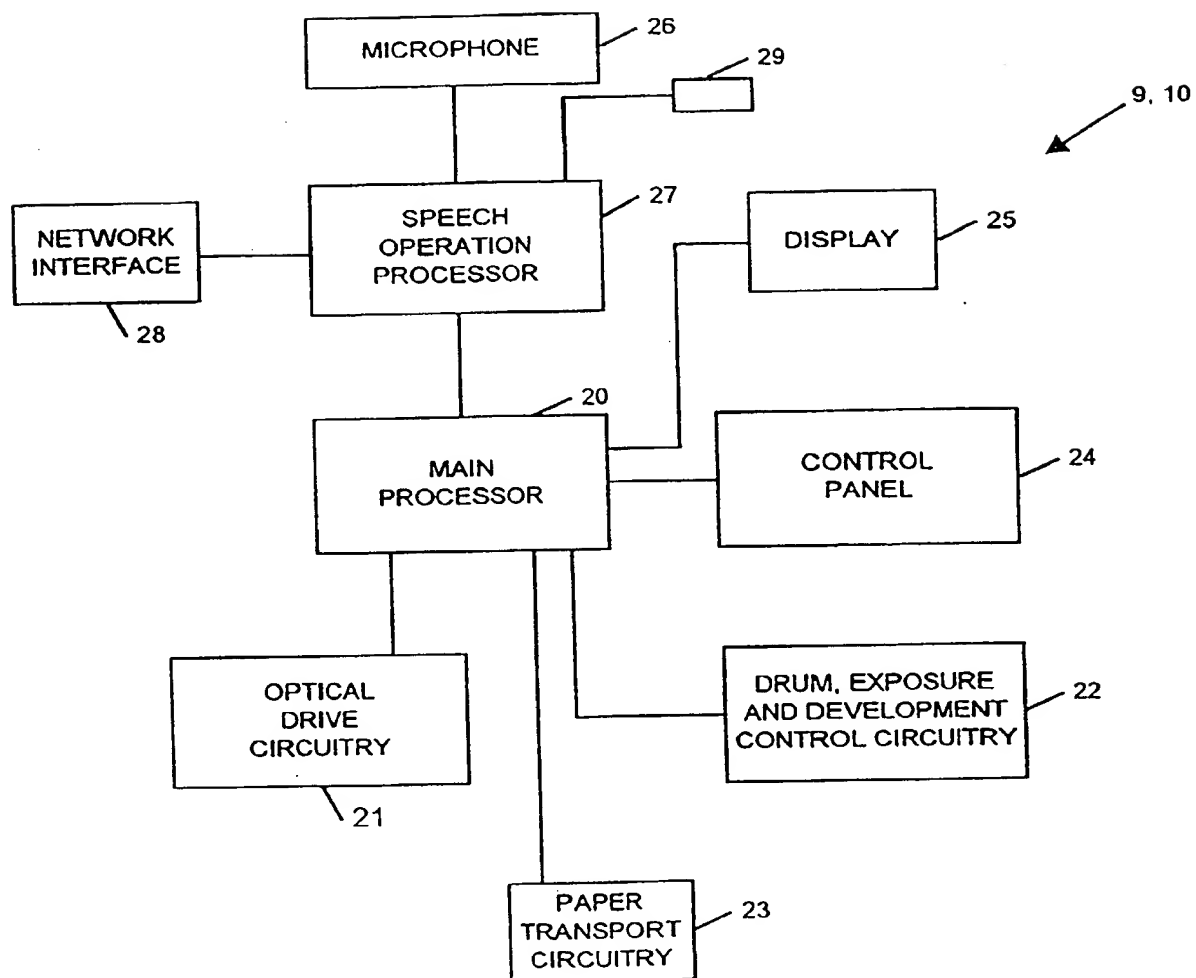 26
MICROPHONE
29
9, 10
27
SPEECH
OPERATION
PROCESSOR
NETWORK
INTERFACE
28
DISPLAY
25
20
MAIN
PROCESSOR
CONTROL
PANEL
24
OPTICAL
DRIVE
CIRCUITRY
21
DRUM, EXPOSURE
AND DEVELOPMENT
CONTROL CIRCUITRY
22
PAPER
TRANSPORT
CIRCUITRY
23